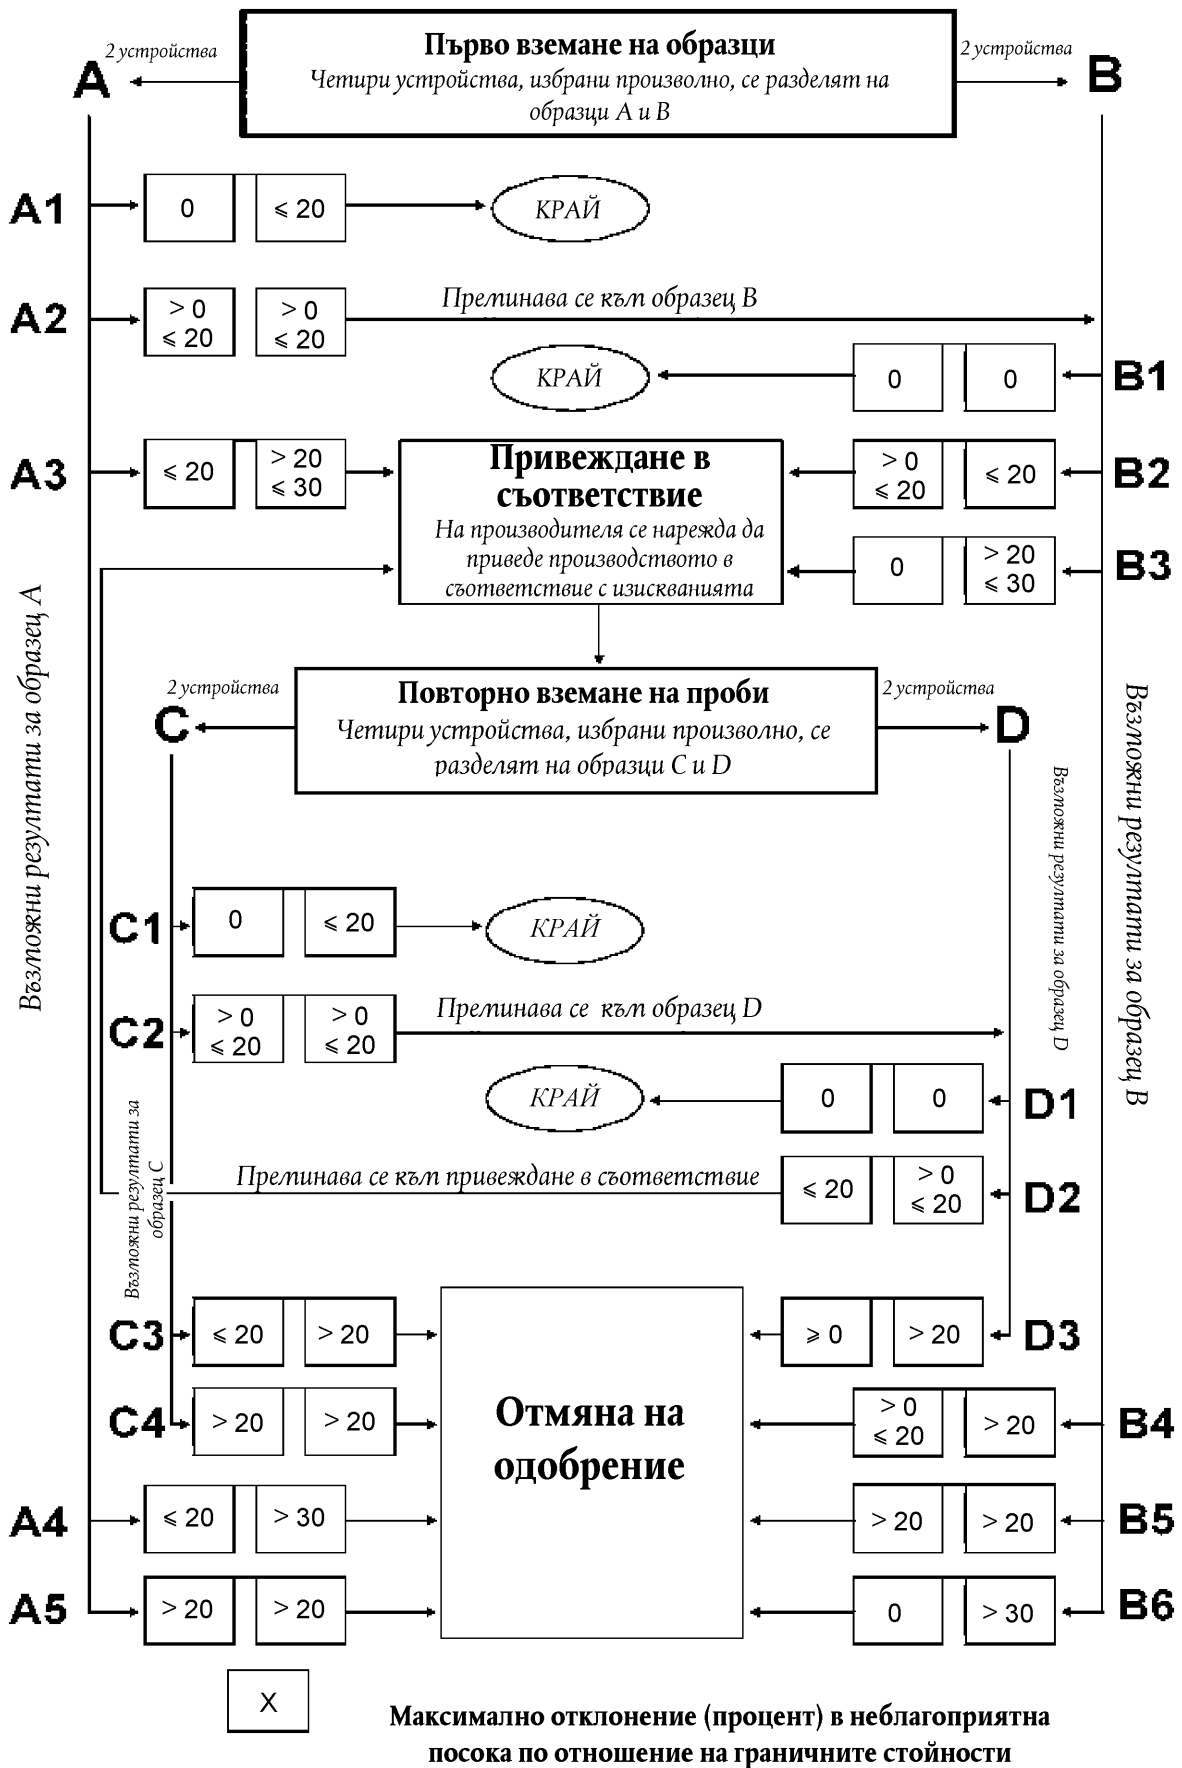 Първо вземане на образци
Четири устройства, избрани произволно, се разделят на
образци A и B
2 устройства
2 устройства
A
B
A1
0
⩽ 20
КРАЙ
A2
> 0
⩽ 20
> 0
⩽ 20
Преминава се към образец B
КРАЙ
0
0
B1
A3
⩽ 20
> 20
⩽ 30
Привеждане в
съответствие
На производителя се нарежда да
приведе производството в
съответствие с изискванията
> 0
⩽ 20
⩽ 20
B2
0
> 20
⩽ 30
B3
Възможни резултати за образец A
Възможни резултати за образец B
2 устройства
2 устройства
C
Повторно вземане на проби
Четири устройства, избрани произволно, се
разделят на образци C и D
D
Възможни резултати за образец D
C1
0
⩽ 20
КРАЙ
C2
> 0
⩽ 20
> 0
⩽ 20
Преминава се към образец D
КРАЙ
0
0
D1
Възможни резултати за
образец C
Преминава се към привеждане в съответствие
⩽ 20
> 0
⩽ 20
D2
C3
⩽ 20
> 20
Отмяна на
одобрение
⩾ 0
> 20
D3
C4
> 20
> 20
> 0
⩽ 20
> 20
B4
A4
⩽ 20
> 30
> 20
> 20
B5
A5
> 20
> 20
0
> 30
B6
X
Максимално отклонение (процент) в неблагоприятна
посока по отношение на граничните стойности